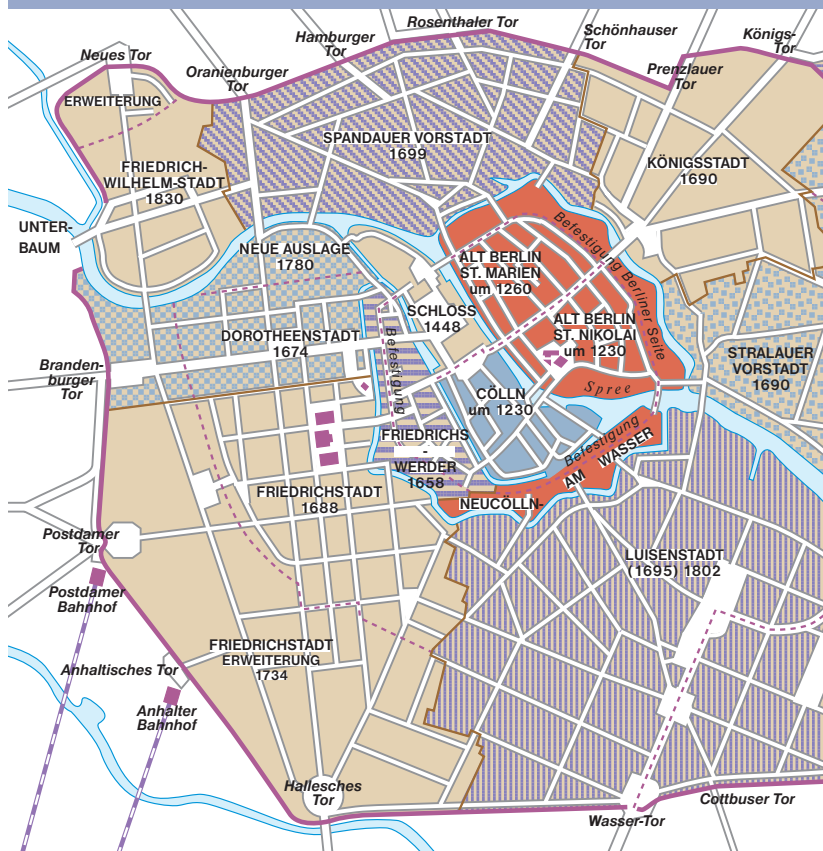 Rosenthaler Tor
Hamburger
Tor
Schönhauser
Tor
Königs-
Tor
Neues Tor
Oranienburger
Tor
Prenzlauer
Tor
ERWEITERUNG
SPANDAUER VORSTADT
1699
FRIEDRICH-
WILHELM-STADT
1830
KÖNIGSSTADT
1690
UNTER-
BAUM
NEUE AUSLAGE
1780
ALT BERLIN
ST. MARIEN
um 1260
Befestigung Berliner Seite
SCHLOSS
1448
ALT BERLIN
ST. NIKOLAI
um 1230
DOROTHEENSTADT
1674
Befestigung
STRALAUER
VORSTADT
1690
Branden-
burger
Tor
CÖLLN
um 1230
Spree
FRIEDRICHS
-
WERDER
1658
Befestigung
AM WASSER
NEUCÖLLN-
FRIEDRICHSTADT
1688
Postdamer
Tor
LUISENSTADT
(1695) 1802
Postdamer
Bahnhof
FRIEDRICHSTADT
ERWEITERUNG
1734
Anhaltisches Tor
Anhalter
Bahnhof
Hallesches
Tor
Wasser-Tor
Cottbuser Tor